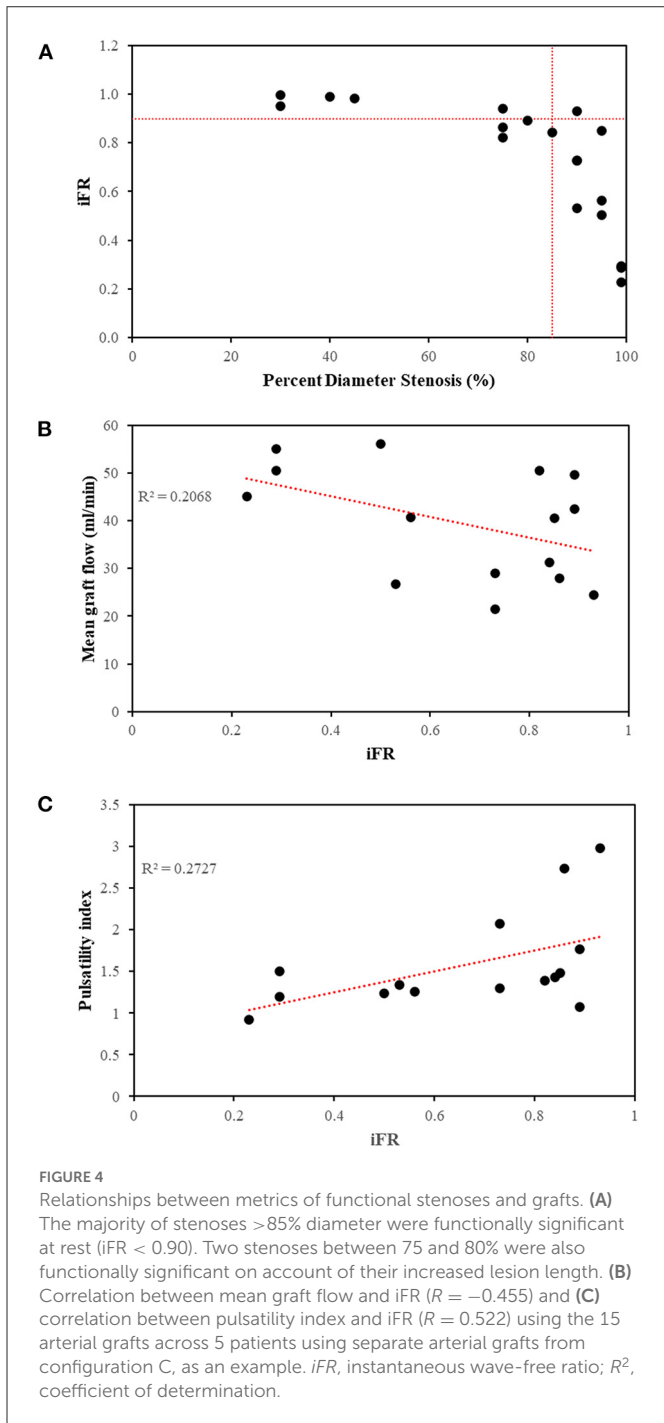 A
1.2
1.0
0.8
0.6
0.4
0.2
0.0
iFR
0 20 40 60 80 100
Percent Diameter Stenosis (%)
B
60
50
40
30
20
10
0
Mean graft flow (ml/min)
R² = 0.2068
0 0.2 0.4 0.6 0.8 1
iFR
C
3.5
3
2.5
2
1.5
1
0.5
0
Pulsatility index
R² = 0.2727
0 0.2 0.4 0.6 0.8 1
iFR
FIGURE 4
Relationships between metrics of functional stenoses and grafts. (A)
The majority of stenoses >85% diameter were functionally significant
at rest (iFR < 0.90). Two stenoses between 75 and 80% were also
functionally significant on account of their increased lesion length. (B)
Correlation between mean graft flow and iFR (R = −0.455) and (C)
correlation between pulsatility index and iFR (R = 0.522) using the 15
arterial grafts across 5 patients using separate arterial grafts from
configuration C, as an example. iFR, instantaneous wave-free ratio; R²,
coefficient of determination.